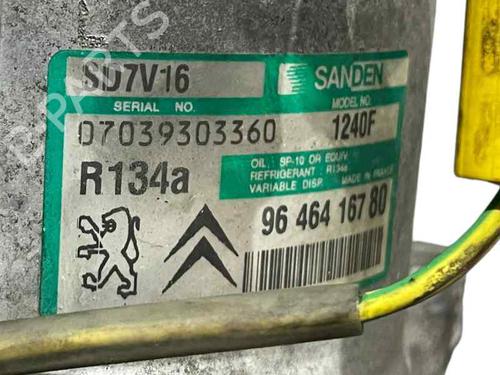 SD7V16
SANDEN
SERIAL NO.
MODEL NO.
07039303360
1240F
R134a
OIL: SP-10 OR EQUIV.
REFRIGERANT : R134a
VARIABLE DISP. MADE IN FRANCE
96 464 167 80
B-PARTS